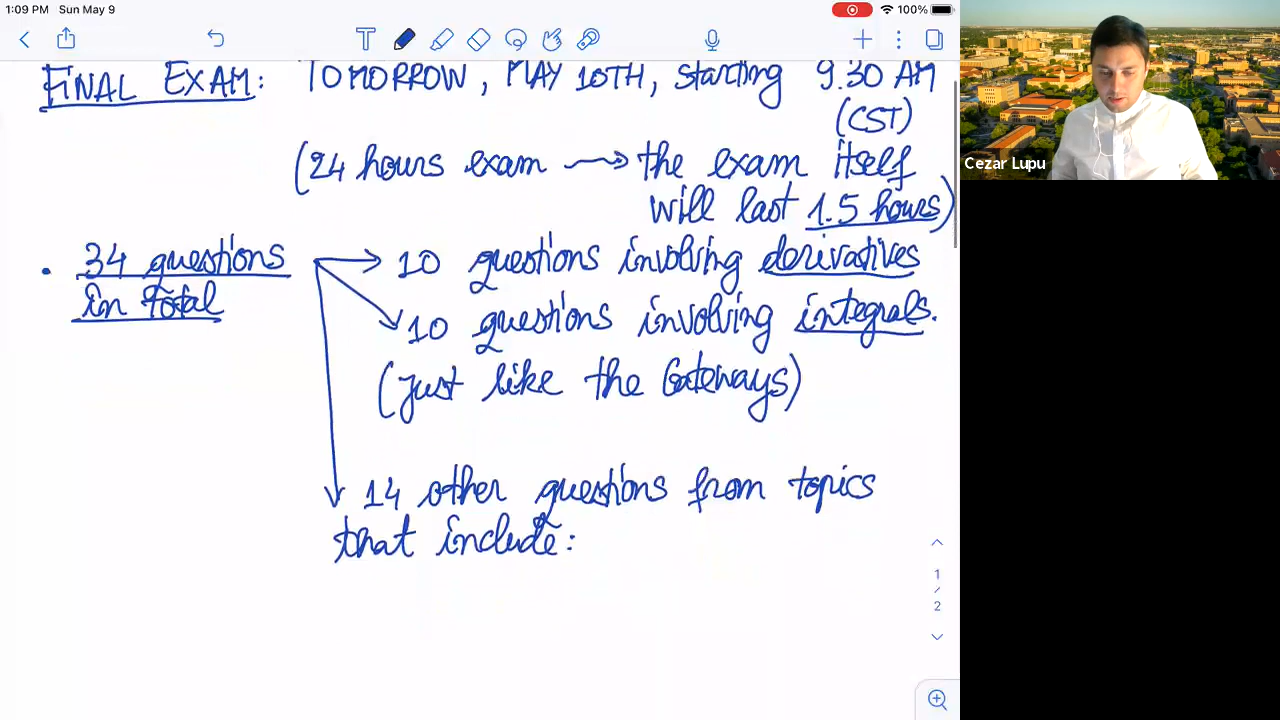 1:09 PM Sun May 9
100%
FINAL EXAM: TOMORROW, MAY 10TH, starting 9.30 AM
(CST)
(24 hours exam → the exam itself
will last 1.5 hours)
Cezar Lupu
• 34 questions → 10 questions involving derivatives
in total
10 questions involving integrals.
(just like the Gateways)
14 other questions from topics
that include:
1
/
2